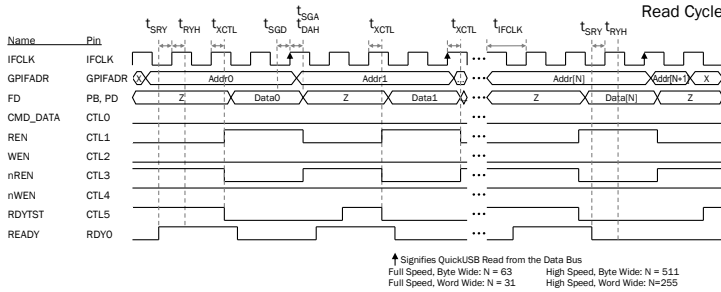 Read Cycle
tSRY tRYH tXCTL tSGD tSGA tDAH tXCTL tXCTL tIFCLK tSRY tRYH
Name Pin
IFCLK IFCLK
GPIFADR GPIFADR X Addr0 Addr1 ... Addr[N] Addr[N+1] X
FD PB, PD Z Data0 Z Data1 ... Z Data[N] Z
CMD_DATA CTL0 ...
REN CTL1 ...
WEN CTL2 ...
nREN CTL3 ...
nWEN CTL4 ...
RDYTST CTL5 ...
READY RDY0 ...
Signifies QuickUSB Read from the Data Bus
Full Speed, Byte Wide: N = 63 High Speed, Byte Wide: N = 511
Full Speed, Word Wide: N = 31 High Speed, Word Wide: N=255